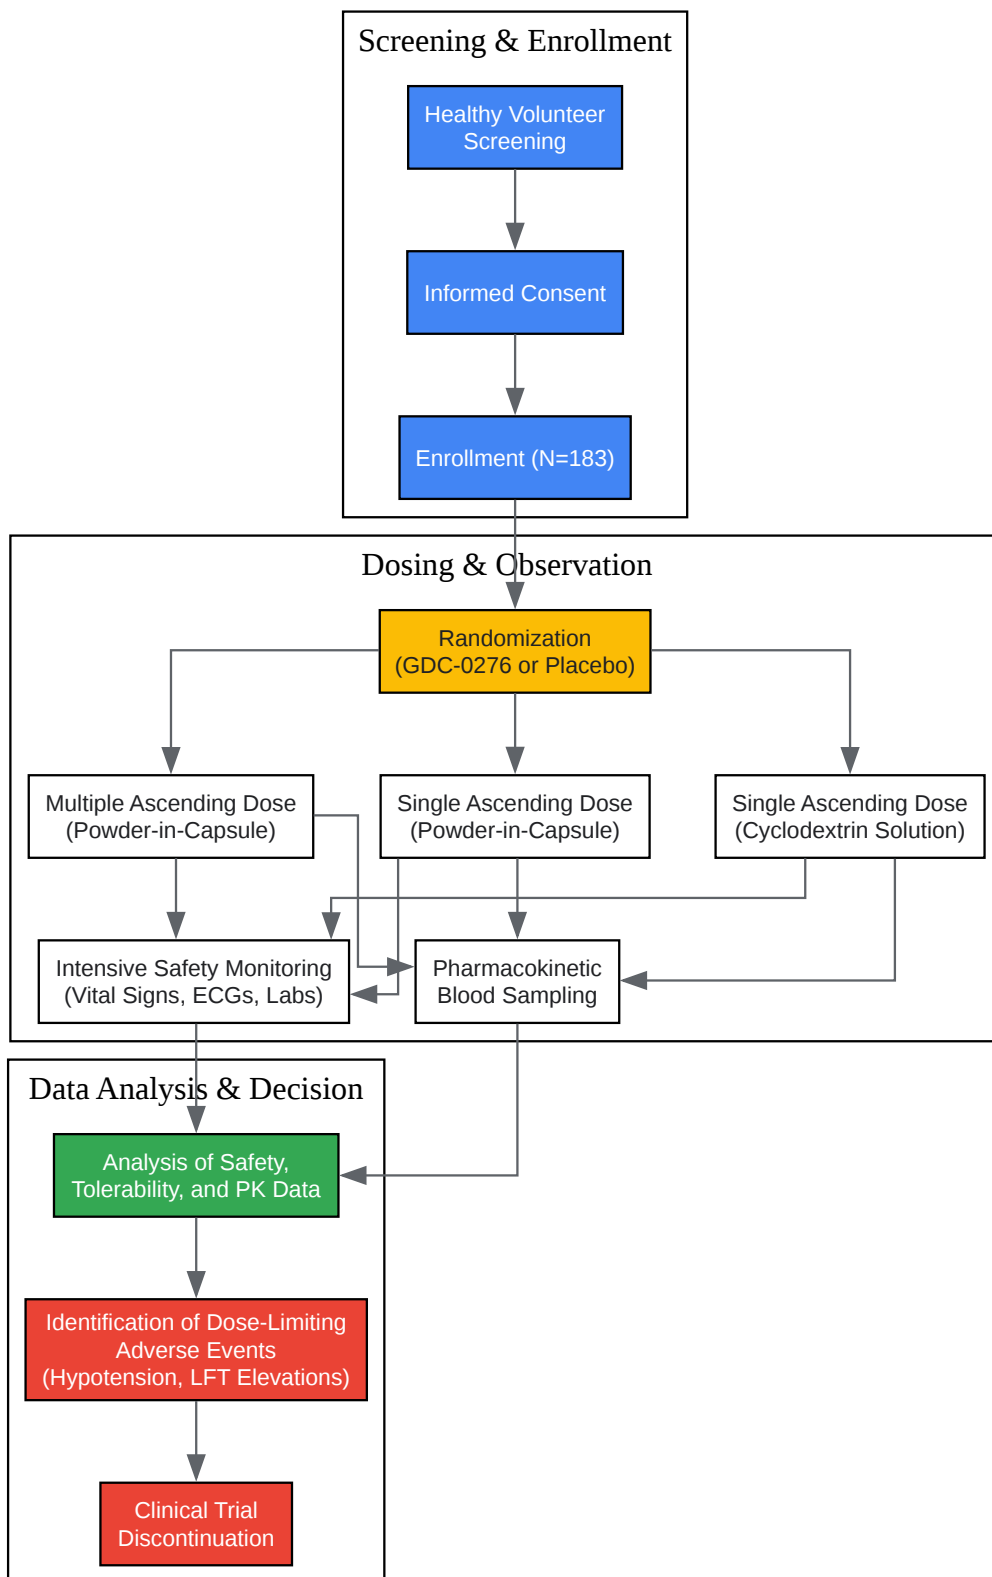 Screening & Enrollment
Healthy Volunteer
Screening
Informed Consent
Enrollment (N=183)
Dosing & Observation
Randomization
(GDC-0276 or Placebo)
Multiple Ascending Dose
(Powder-in-Capsule)
Single Ascending Dose
(Powder-in-Capsule)
Single Ascending Dose
(Cyclodextrin Solution)
Intensive Safety Monitoring
(Vital Signs, ECGs, Labs)
Pharmacokinetic
Blood Sampling
Data Analysis & Decision
Analysis of Safety,
Tolerability, and PK Data
Identification of Dose-Limiting
Adverse Events
(Hypotension, LFT Elevations)
Clinical Trial
Discontinuation